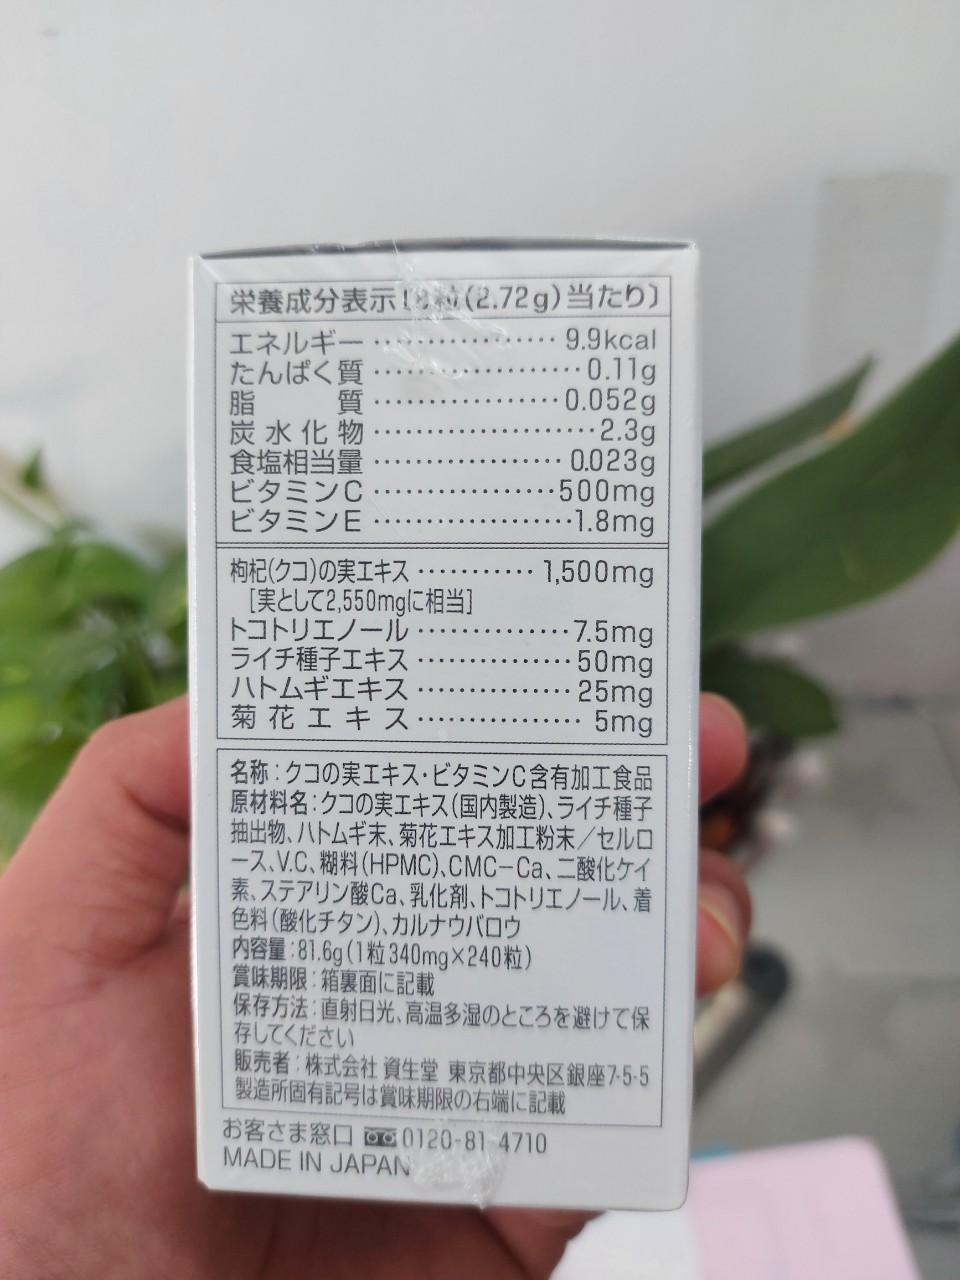 栄養成分表示〔8粒(2.72g)当たり〕
エネルギー………………9.9kcal
たんぱく質…………………0.11g
脂質………………0.052g
炭水化物…………………2.3g
食塩相当量………………0.023g
ビタミンC………………500mg
ビタミンE………………1.8mg
枸杞(クコ)の実エキス…………1,500mg
[実として2,550mgに相当]
トコトリエノール……………7.5mg
ライチ種子エキス……………50mg
ハトムギエキス……………25mg
菊花エキス……………5mg
名称:クコの実エキス・ビタミンC含有加工食品
原材料名:クコの実エキス(国内製造)、ライチ種子
抽出物、ハトムギ末、菊花エキス加工粉末/セルロ
ース、V.C、糊料(HPMC)、CMC-Ca、二酸化ケイ
素、ステアリン酸Ca、乳化剤、トコトリエノール、着
色料(酸化チタン)、カルナウバロウ
内容量:81.6g(1粒340mg×240粒)
賞味期限:箱裏面に記載
保存方法:直射日光、高温多湿のところを避けて保
存してください
販売者:株式会社 資生堂 東京都中央区銀座7-5-5
製造所固有記号は賞味期限の右端に記載
お客さま窓口 0120-81-4710
MADE IN JAPAN